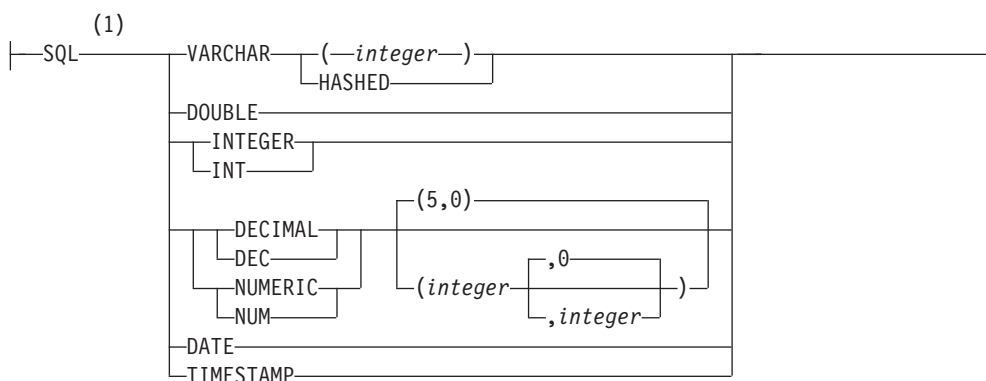 (1)
SQL VARCHAR (integer)
HASHED
DOUBLE
INTEGER
INT
(5,0)
DECIMAL
DEC ,0
NUMERIC (integer )
NUM ,integer
DATE
TIMESTAMP